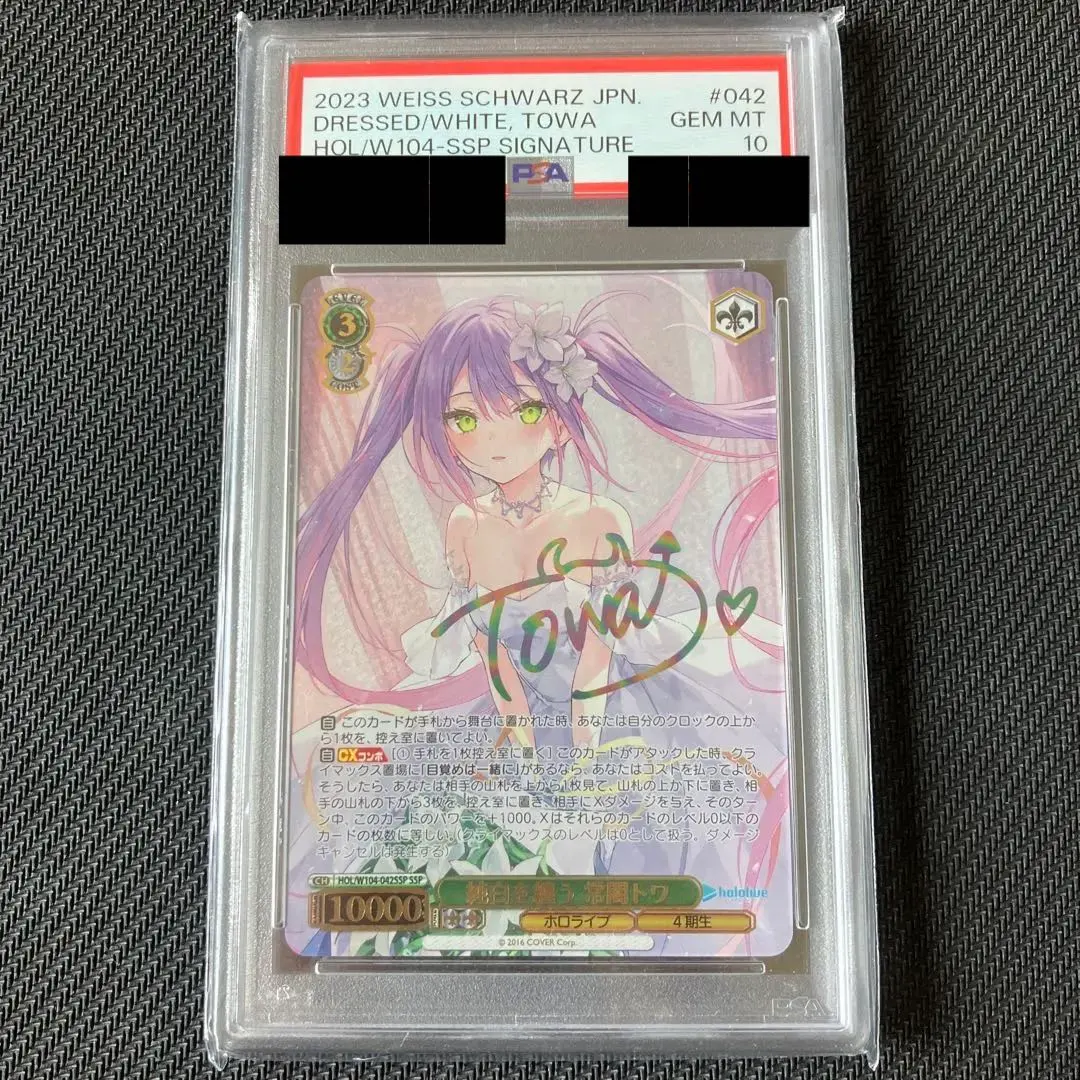 2023 WEISS SCHWARZ JPN. #042
DRESSED/WHITE, TOWA GEM MT
HOL/W104-SSP SIGNATURE 10
PSA
LEVEL
3
2
COST
Towa
自 このカードが手札から舞台に置かれた時、あなたは自分のクロックの上か
ら1枚を、控え室に置いてよい。
自 CXコンボ [① 手札を1枚控え室に置く] このカードがアタックした時、クラ
イマックス置場に「目覚めは一緒に」があるなら、あなたはコストを払ってよい。
そうしたら、あなたは相手の山札を上から1枚見て、山札の上か下に置き、相
手の山札の下から3枚を、控え室に置き、相手にXダメージを与え、そのター
ン中、このカードのパワーを+1000。Xはそれらのカードのレベル0以下の
カードの枚数に等しい。(クライマックスのレベルは0として扱う。ダメージ
キャンセルは発生する)
CH HOL/W104-042SSP SSP
純白を纏う 常闇トワ
hololive
10000
ホロライブ 4期生
© 2016 COVER Corp.
PSA